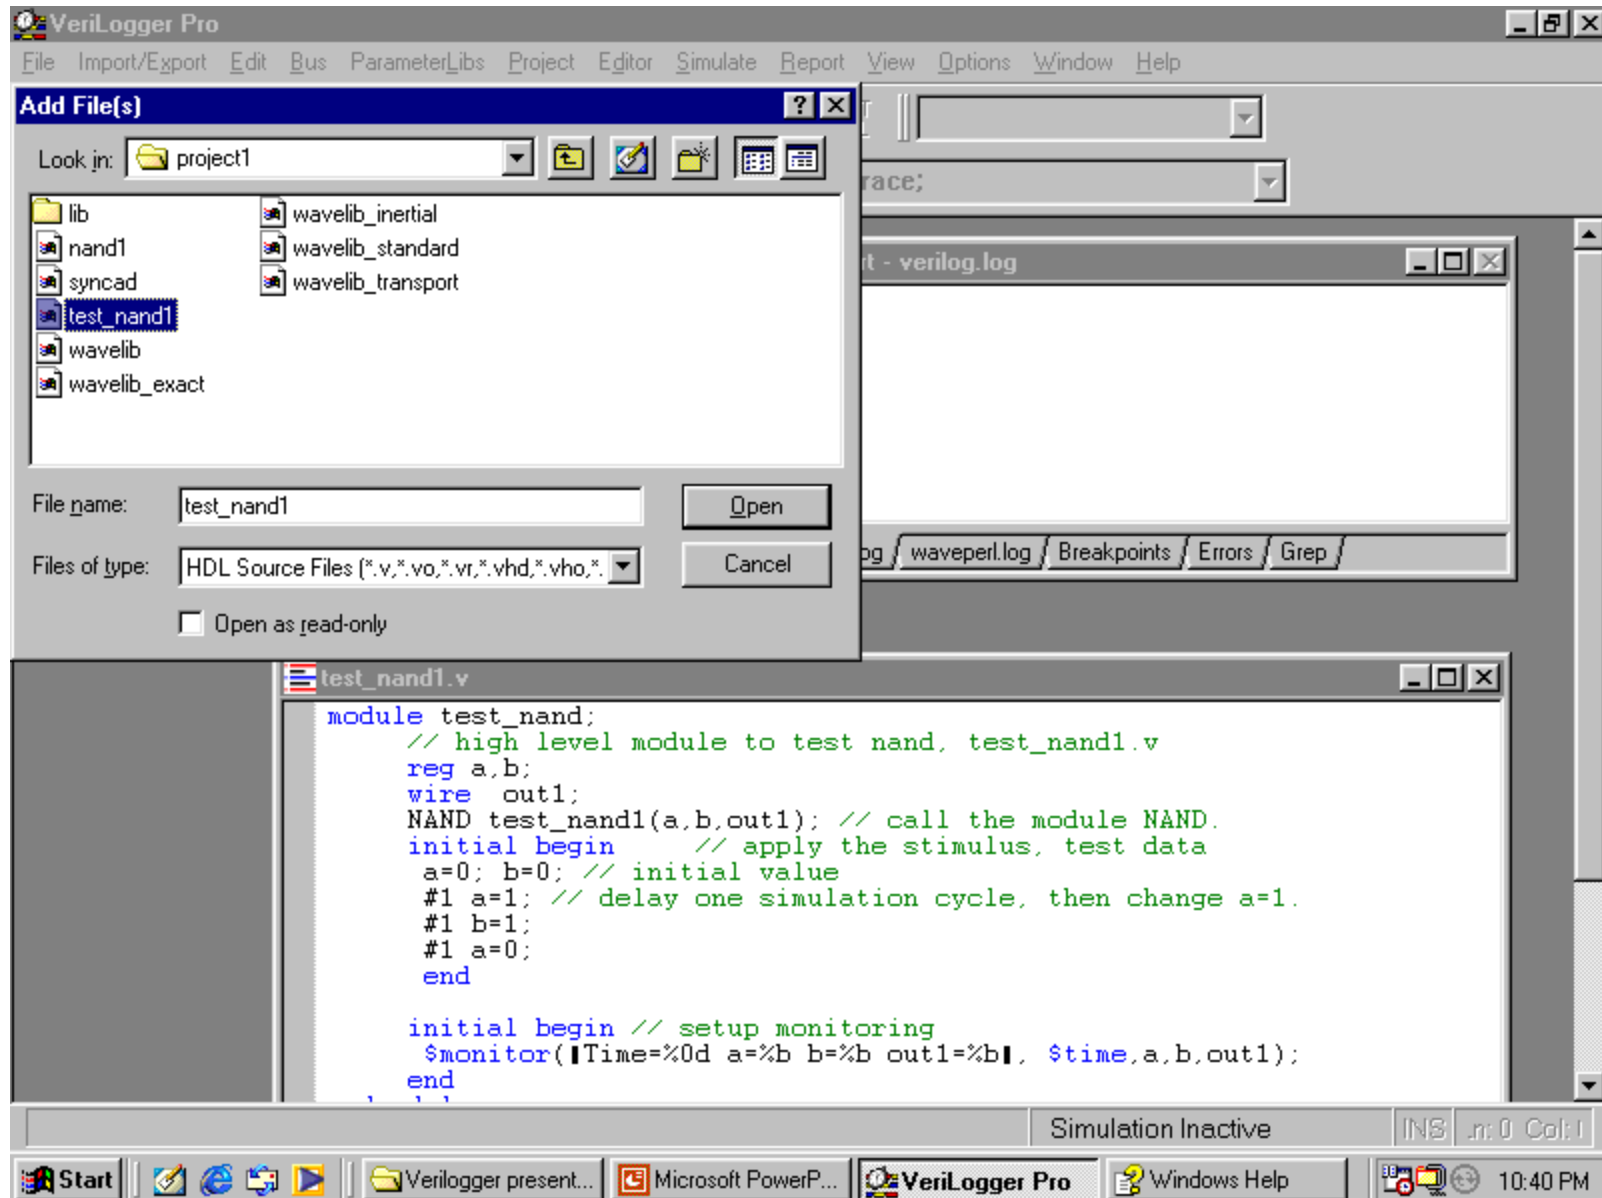 VeriLogger Pro
File Import/Export Edit Bus ParameterLibs Project Editor Simulate Report View Options Window Help
Add File(s)
Look in: project1
lib
nand1
syncad
test_nand1
wavelib
wavelib_exact
wavelib_inertial
wavelib_standard
wavelib_transport
File name: test_nand1 Open
Files of type: HDL Source Files (*.v,*.vo,*.vr,*.vhd,*.vho,*. Cancel
Open as read-only
race;
rt - verilog.log
og waveperl.log Breakpoints Errors Grep
test_nand1.v
module test_nand;
// high level module to test nand, test_nand1.v
reg a,b;
wire out1;
NAND test_nand1(a,b,out1); // call the module NAND.
initial begin // apply the stimulus, test data
a=0; b=0; // initial value
#1 a=1; // delay one simulation cycle, then change a=1.
#1 b=1;
#1 a=0;
end
initial begin // setup monitoring
$monitor(▮Time=%0d a=%b b=%b out1=%b▮, $time,a,b,out1);
end
Simulation Inactive INS Col:
Start Verilogger present... Microsoft PowerP... VeriLogger Pro Windows Help 10:40 PM